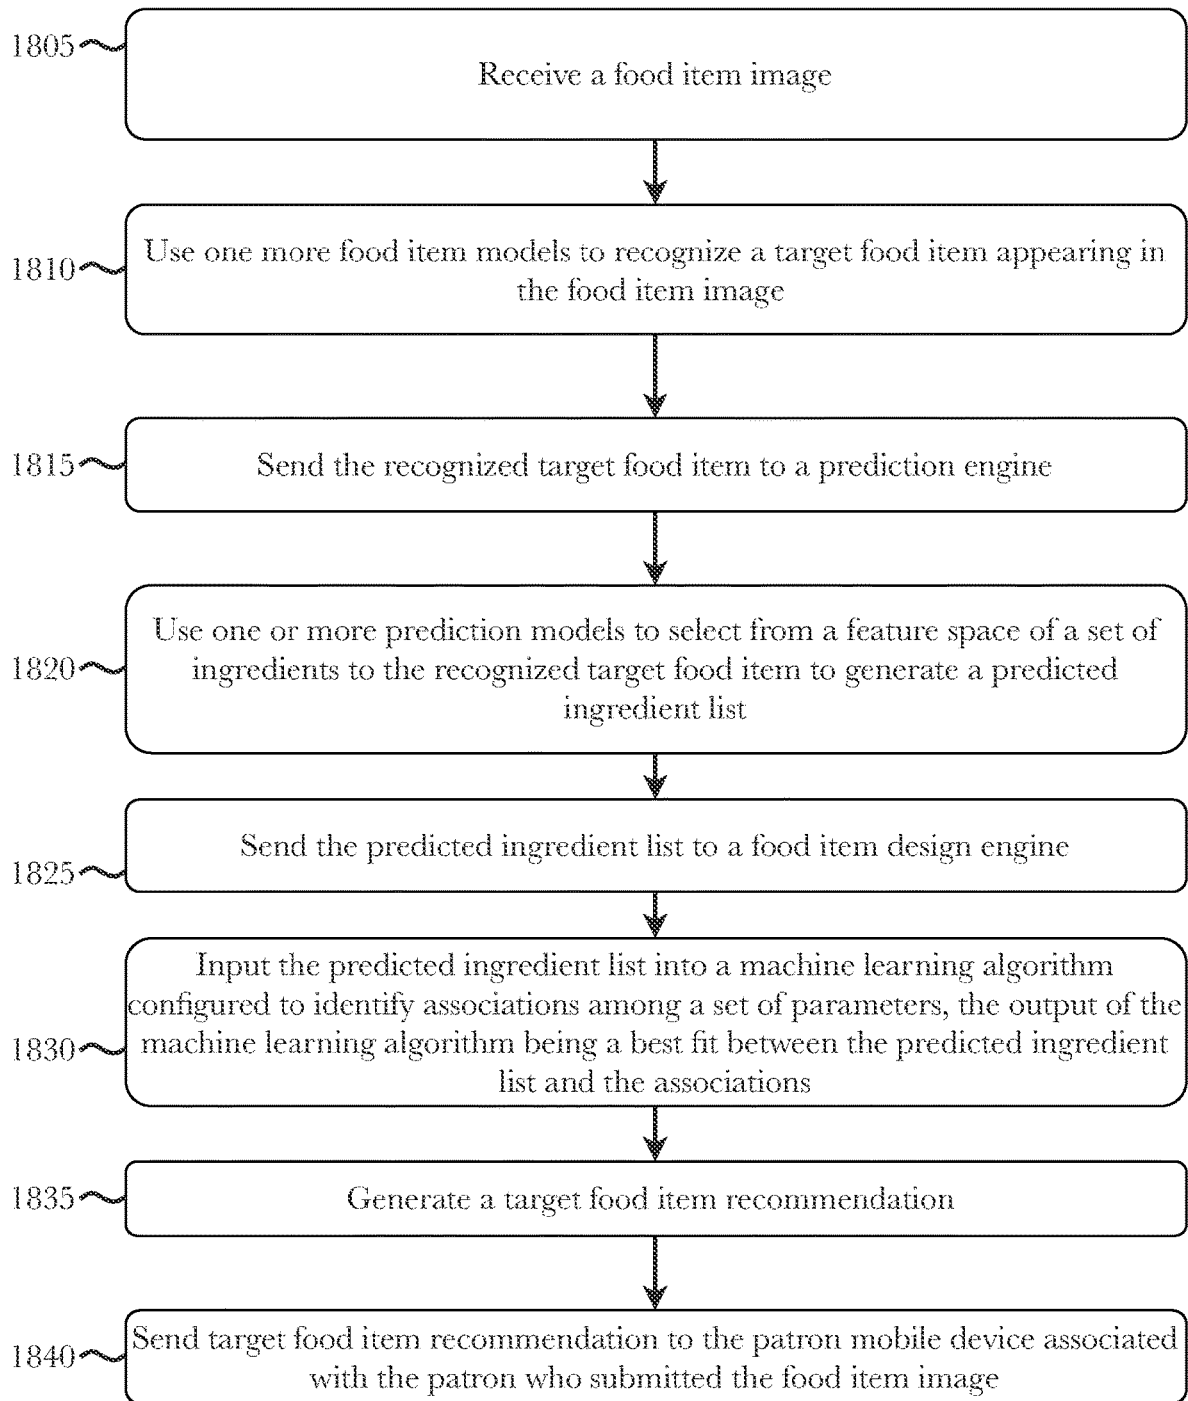 1805
Receive a food item image
Use one more food item models to recognize a target food item appearing in
1810
the food item image
1815
Send the recognized target food item to a prediction engine
Use one or more prediction models to select from a feature space of a set of
1820
ingredients to the recognized target food item to generate a predicted
ingredient list
Send the predicted ingredient list to a food item design engine
1825
Input the predicted ingredient list into a machine learning algorithm
configured to identify associations among a set of parameters, the output of the
1830
machine learning algorithm being a best fit between the predicted ingredient
list and the associations
1835
Generate a target food item recommendation
1840
Send target food item recommendation to the patron mobile device associated
with the patron who submitted the food item image